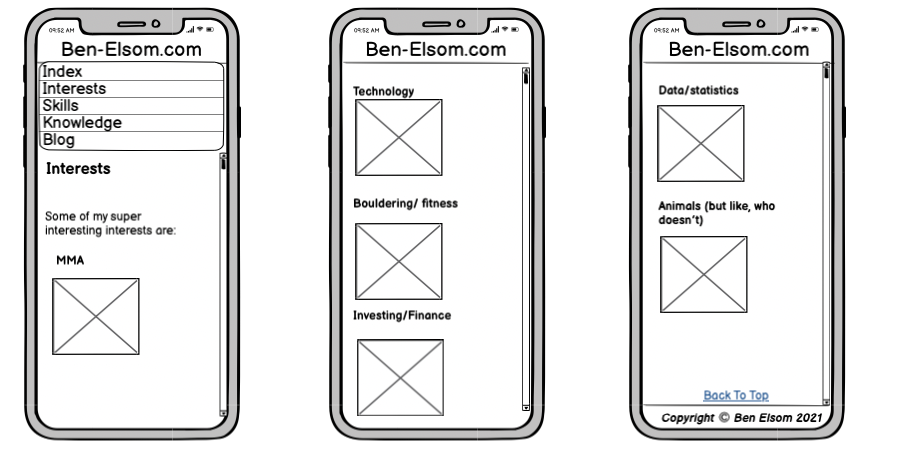 09:52 AM
Ben-Elsom.com
Index
Interests
Skills
Knowledge
Blog
Interests
Some of my super
interesting interests are:
MMA
09:52 AM
Ben-Elsom.com
Technology
Bouldering/ fitness
Investing/Finance
09:52 AM
Ben-Elsom.com
Data/statistics
Animals (but like, who
doesn't)
Back To Top
Copyright © Ben Elsom 2021